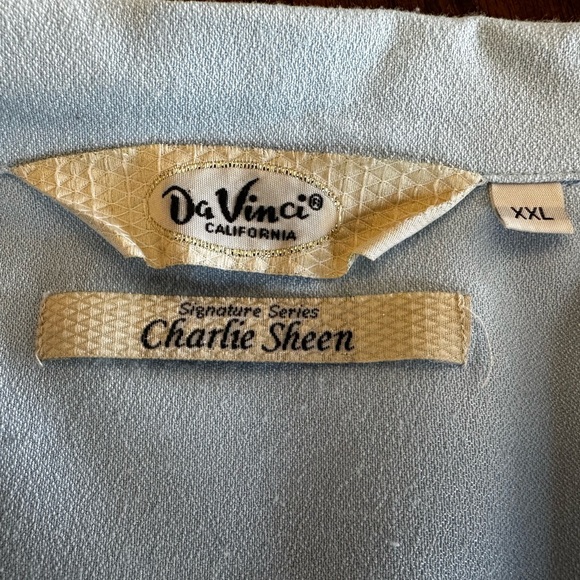 Da Vinci®
CALIFORNIA
XXL
Signature Series
Charlie Sheen